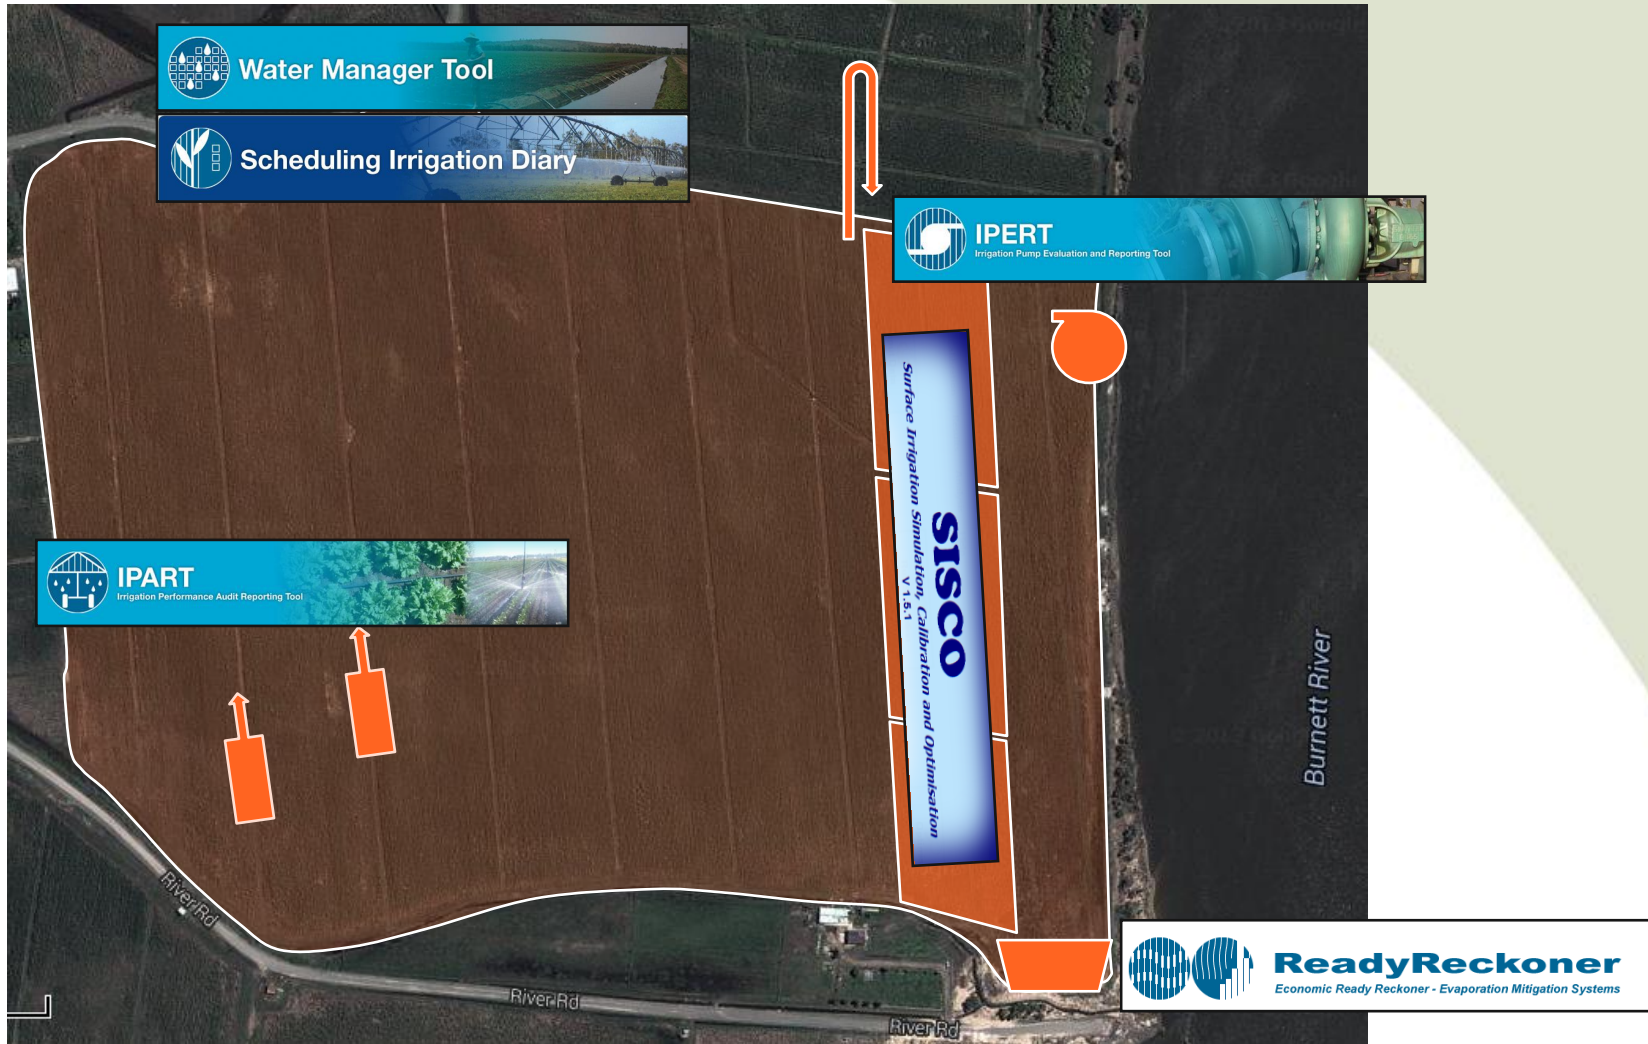 Water Manager Tool
Scheduling Irrigation Diary
IPERT
Irrigation Pump Evaluation and Reporting Tool
SISCO
Surface Irrigation Simulation, Calibration and Optimisation
V 1.5.1
IPART
Irrigation Performance Audit Reporting Tool
Burnett River
River Rd
River Rd
River Rd
ReadyReckoner
Economic Ready Reckoner - Evaporation Mitigation Systems